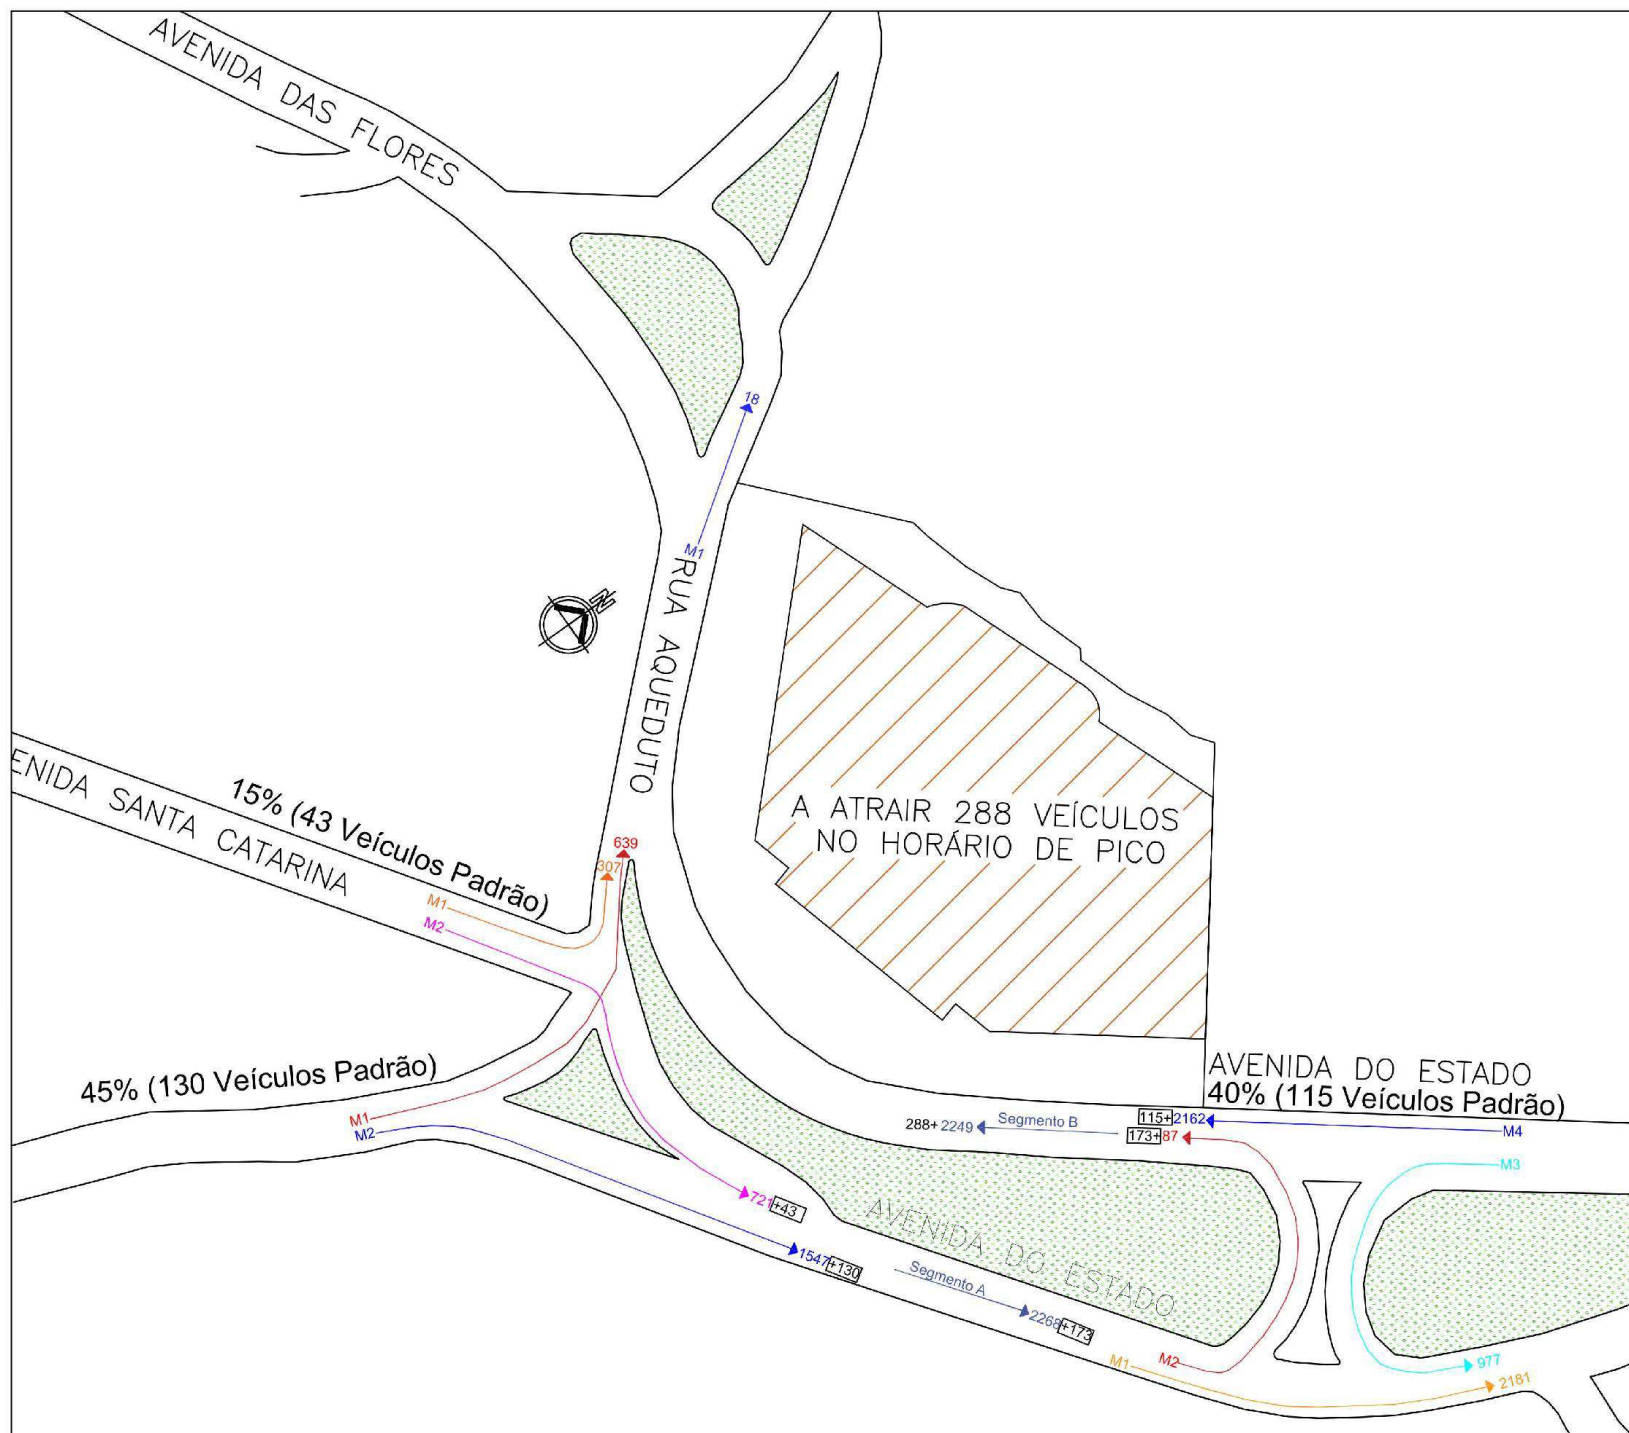 AVENIDA DAS FLORES
18
M1
RUA AQUEDUTO
N
ENIDA SANTA CATARINA
15% (43 Veículos Padrão)
A ATRAIR 288 VEÍCULOS
NO HORÁRIO DE PICO
639
307
M1
M2
45% (130 Veículos Padrão)
M1
M2
AVENIDA DO ESTADO
40% (115 Veículos Padrão)
288+ 2249
Segmento B
115+ 2162
173+ 87
M4
M3
721 +43
1547 +130
AVENIDA DO ESTADO
Segmento A
2268 +173
M1
M2
977
2181